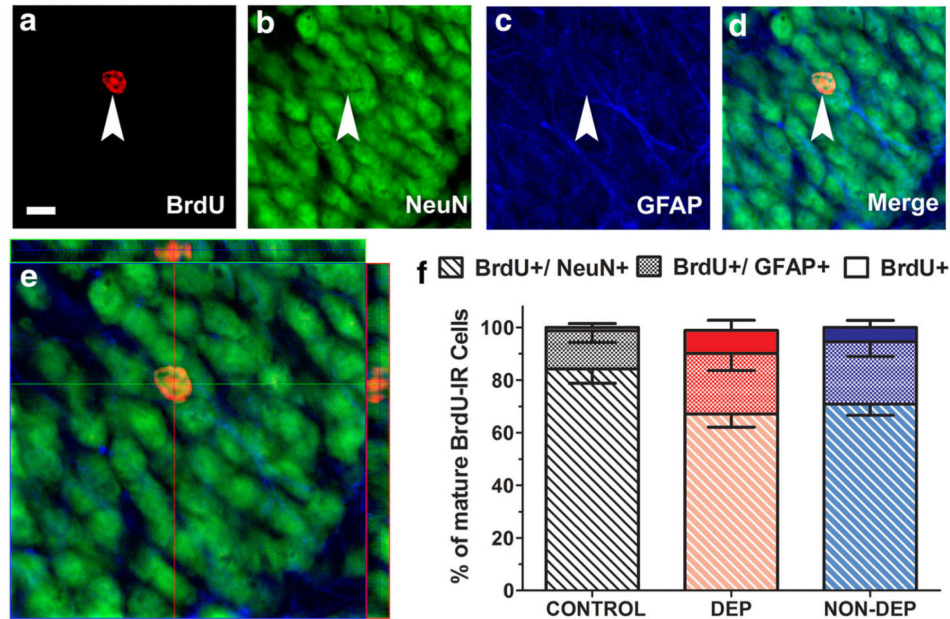 a
BrdU
b
NeuN
c
GFAP
d
Merge
e
f
BrdU+/ NeuN+ BrdU+/ GFAP+ BrdU+
% of mature BrdU-IR Cells
100
80
60
40
20
0
CONTROL DEP NON-DEP